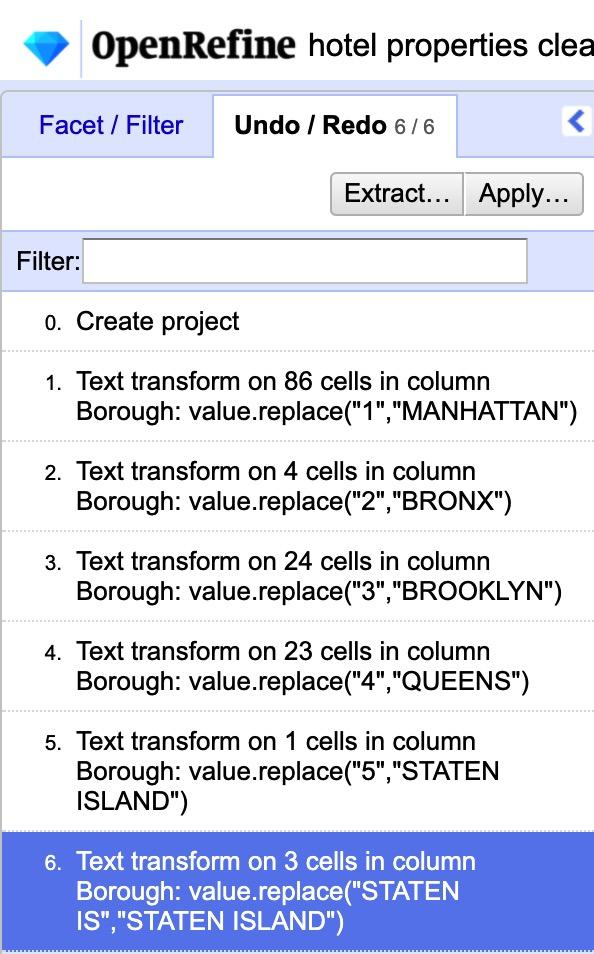 OpenRefine hotel properties clea
Facet / Filter Undo / Redo 6 / 6
Extract... Apply...
Filter:
0. Create project
1. Text transform on 86 cells in column
Borough: value.replace("1","MANHATTAN")
2. Text transform on 4 cells in column
Borough: value.replace("2","BRONX")
3. Text transform on 24 cells in column
Borough: value.replace("3","BROOKLYN")
4. Text transform on 23 cells in column
Borough: value.replace("4","QUEENS")
5. Text transform on 1 cells in column
Borough: value.replace("5","STATEN
ISLAND")
6. Text transform on 3 cells in column
Borough: value.replace("STATEN
IS","STATEN ISLAND")